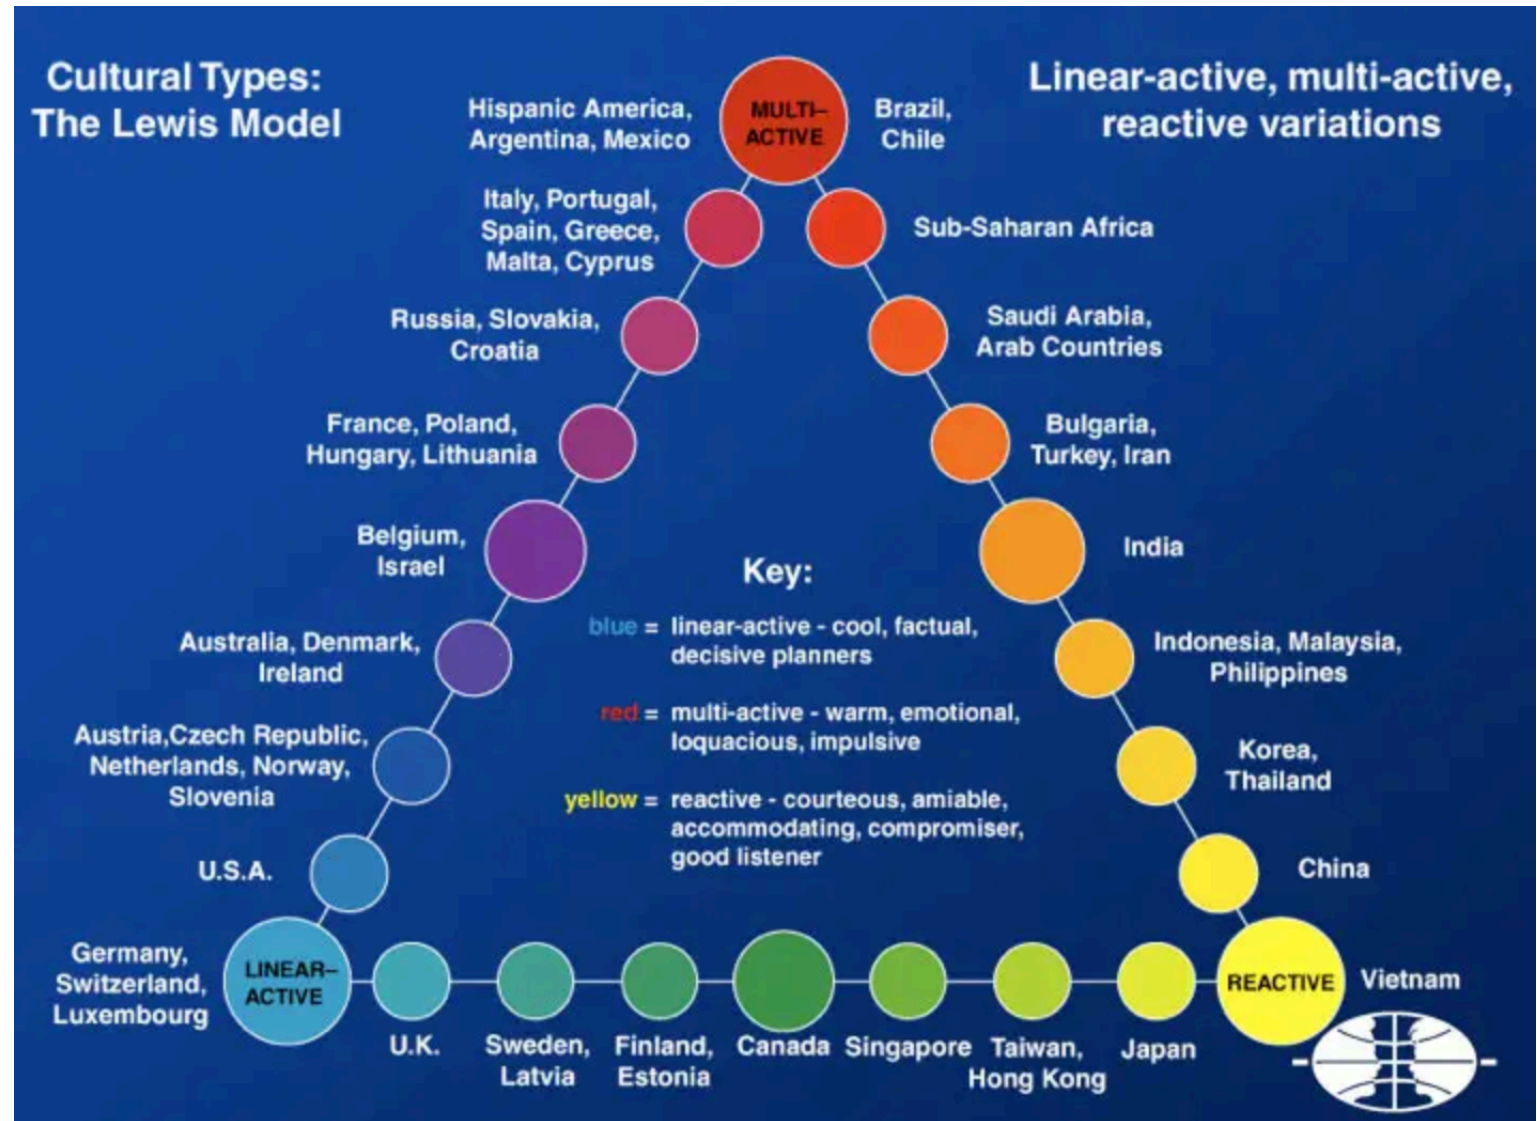 Cultural Types:
The Lewis Model
Linear-active, multi-active,
reactive variations
Hispanic America,
Argentina, Mexico
MULTI–
ACTIVE
Brazil,
Chile
Italy, Portugal,
Spain, Greece,
Malta, Cyprus
Sub-Saharan Africa
Russia, Slovakia,
Croatia
Saudi Arabia,
Arab Countries
France, Poland,
Hungary, Lithuania
Bulgaria,
Turkey, Iran
Belgium,
Israel
India
Key:
blue = linear-active - cool, factual,
decisive planners
red = multi-active - warm, emotional,
loquacious, impulsive
yellow = reactive - courteous, amiable,
accommodating, compromiser,
good listener
Australia, Denmark,
Ireland
Indonesia, Malaysia,
Philippines
Austria,Czech Republic,
Netherlands, Norway,
Slovenia
Korea,
Thailand
U.S.A.
China
Germany,
Switzerland,
Luxembourg
LINEAR–
ACTIVE
REACTIVE
Vietnam
U.K.
Sweden,
Latvia
Finland,
Estonia
Canada
Singapore
Taiwan,
Hong Kong
Japan